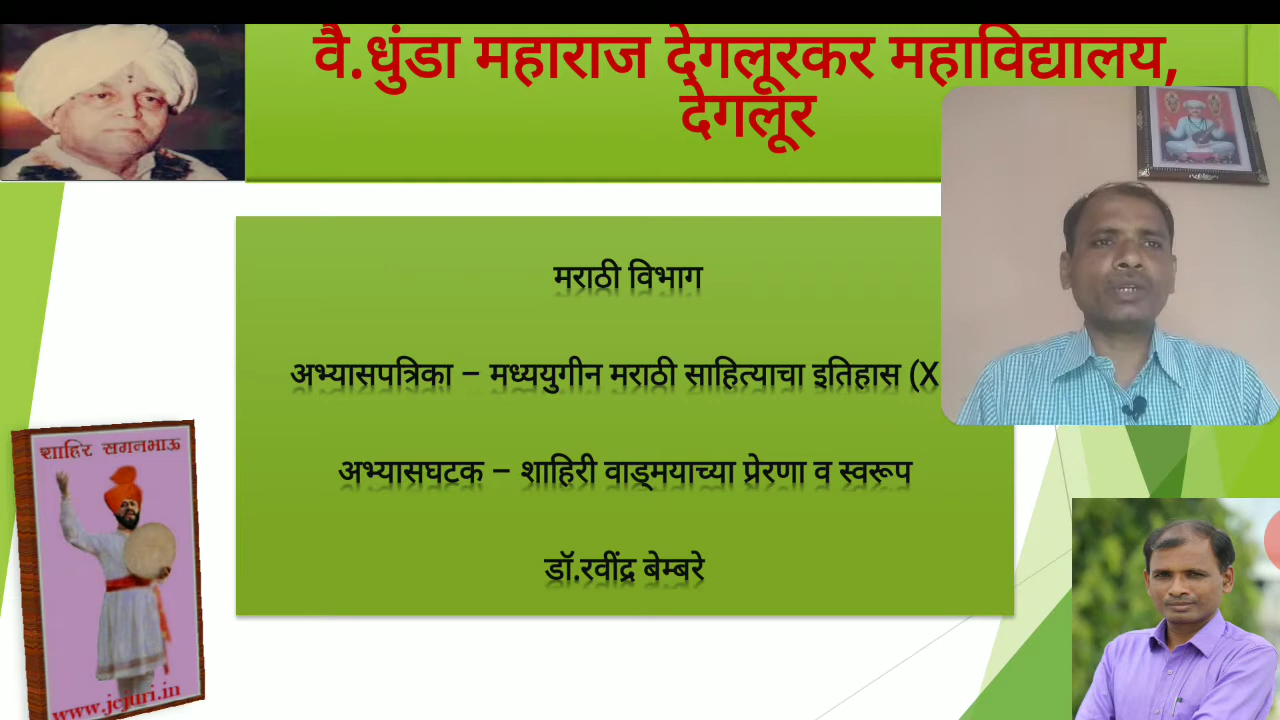 वै.धुंडा महाराज देगलूरकर महाविद्यालय,
देगलूर
मराठी विभाग
अभ्यासपत्रिका – मध्ययुगीन मराठी साहित्याचा इतिहास (X
अभ्यासघटक – शाहिरी वाड्मयाच्या प्रेरणा व स्वरूप
डॉ.रवींद्र बेम्बरे
शाहिर सगनभाऊ
www.jejuri.in